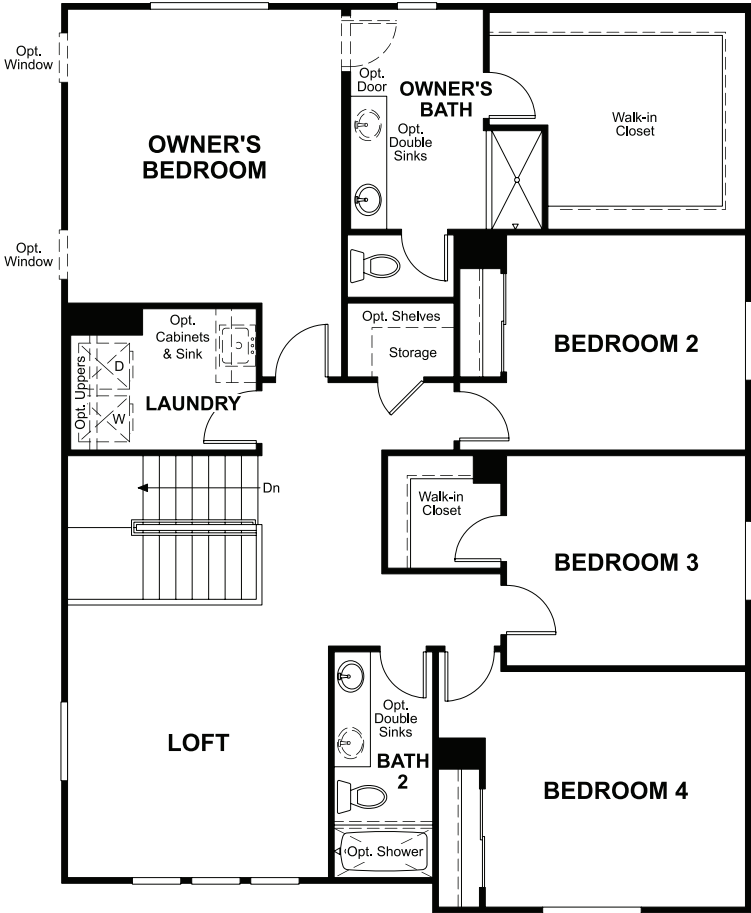 Opt.
Window
OWNER'S
BEDROOM
Opt.
Window
Opt.
Door
OWNER'S
BATH
Opt.
Double
Sinks
Walk-in
Closet
Opt.
Cabinets
& Sink
Opt. Uppers
D
W
LAUNDRY
Opt. Shelves
Storage
BEDROOM 2
Dn
Walk-in
Closet
BEDROOM 3
LOFT
Opt.
Double
Sinks
BATH
2
Opt. Shower
BEDROOM 4